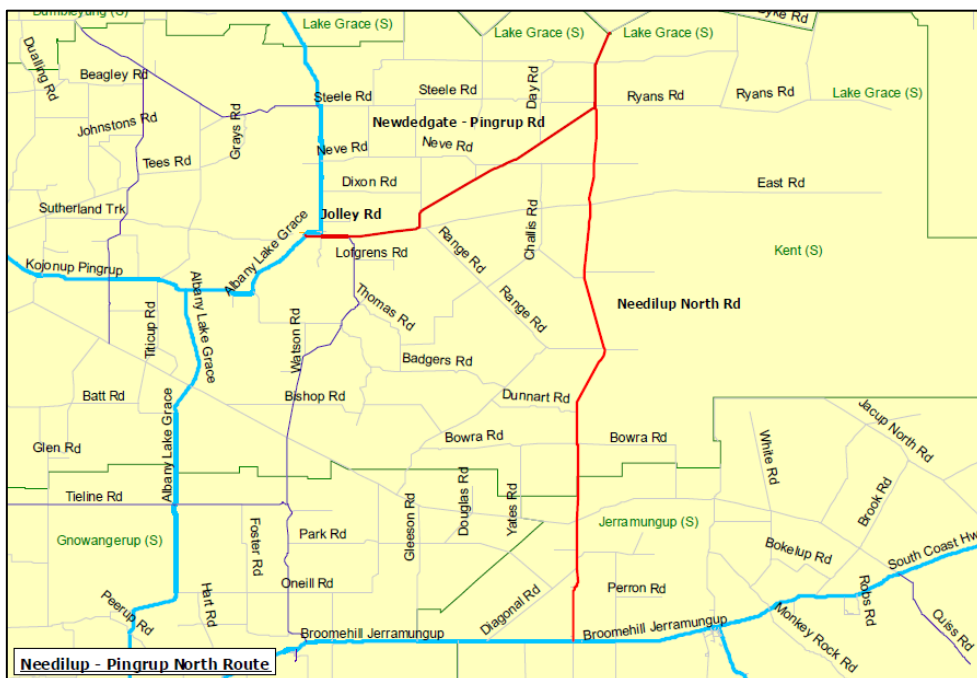 Dumbleyung (S)
Lake Grace (S)
Lake Grace (S)
Lake Grace (S)
Dualling Rd
Beagley Rd
Steele Rd
Steele Rd
Day Rd
Ryans Rd
Ryans Rd
Lake Grace (S)
Johnstons Rd
Grays Rd
Newdedgate - Pingrup Rd
Neve Rd
Neve Rd
Tees Rd
Dixon Rd
East Rd
Sutherland Trk
Jolley Rd
Challis Rd
Albany Lake Grace
Lofgrens Rd
Range Rd
Kent (S)
Kojonup Pingrup
Albany Lake Grace
Thomas Rd
Range Rd
Needilup North Rd
Titicup Rd
Watson Rd
Badgers Rd
Batt Rd
Bishop Rd
Dunnart Rd
Jacup North Rd
Glen Rd
Albany Lake Grace
Bowra Rd
Bowra Rd
White Rd
Brook Rd
Tieline Rd
Gleeson Rd
Douglas Rd
Yates Rd
Jerramungup (S)
Gnowangerup (S)
Foster Rd
Park Rd
Bokelup Rd
South Coast Hw
Oneill Rd
Perron Rd
Peerup Rd
Hart Rd
Diagonal Rd
Robs Rd
Broomehill Jerramungup
Broomehill Jerramungup
Monkey Rock Rd
Cuiss Rd
Needilup - Pingrup North Route